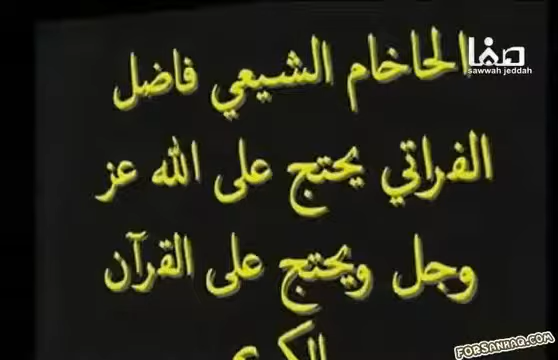 صفا
sawwah jeddah
الحاخام الشيعي فاضل
الفراتي يحتج على الله عز
وجل ويحتج على القرآن
FORSANHAQ.COM